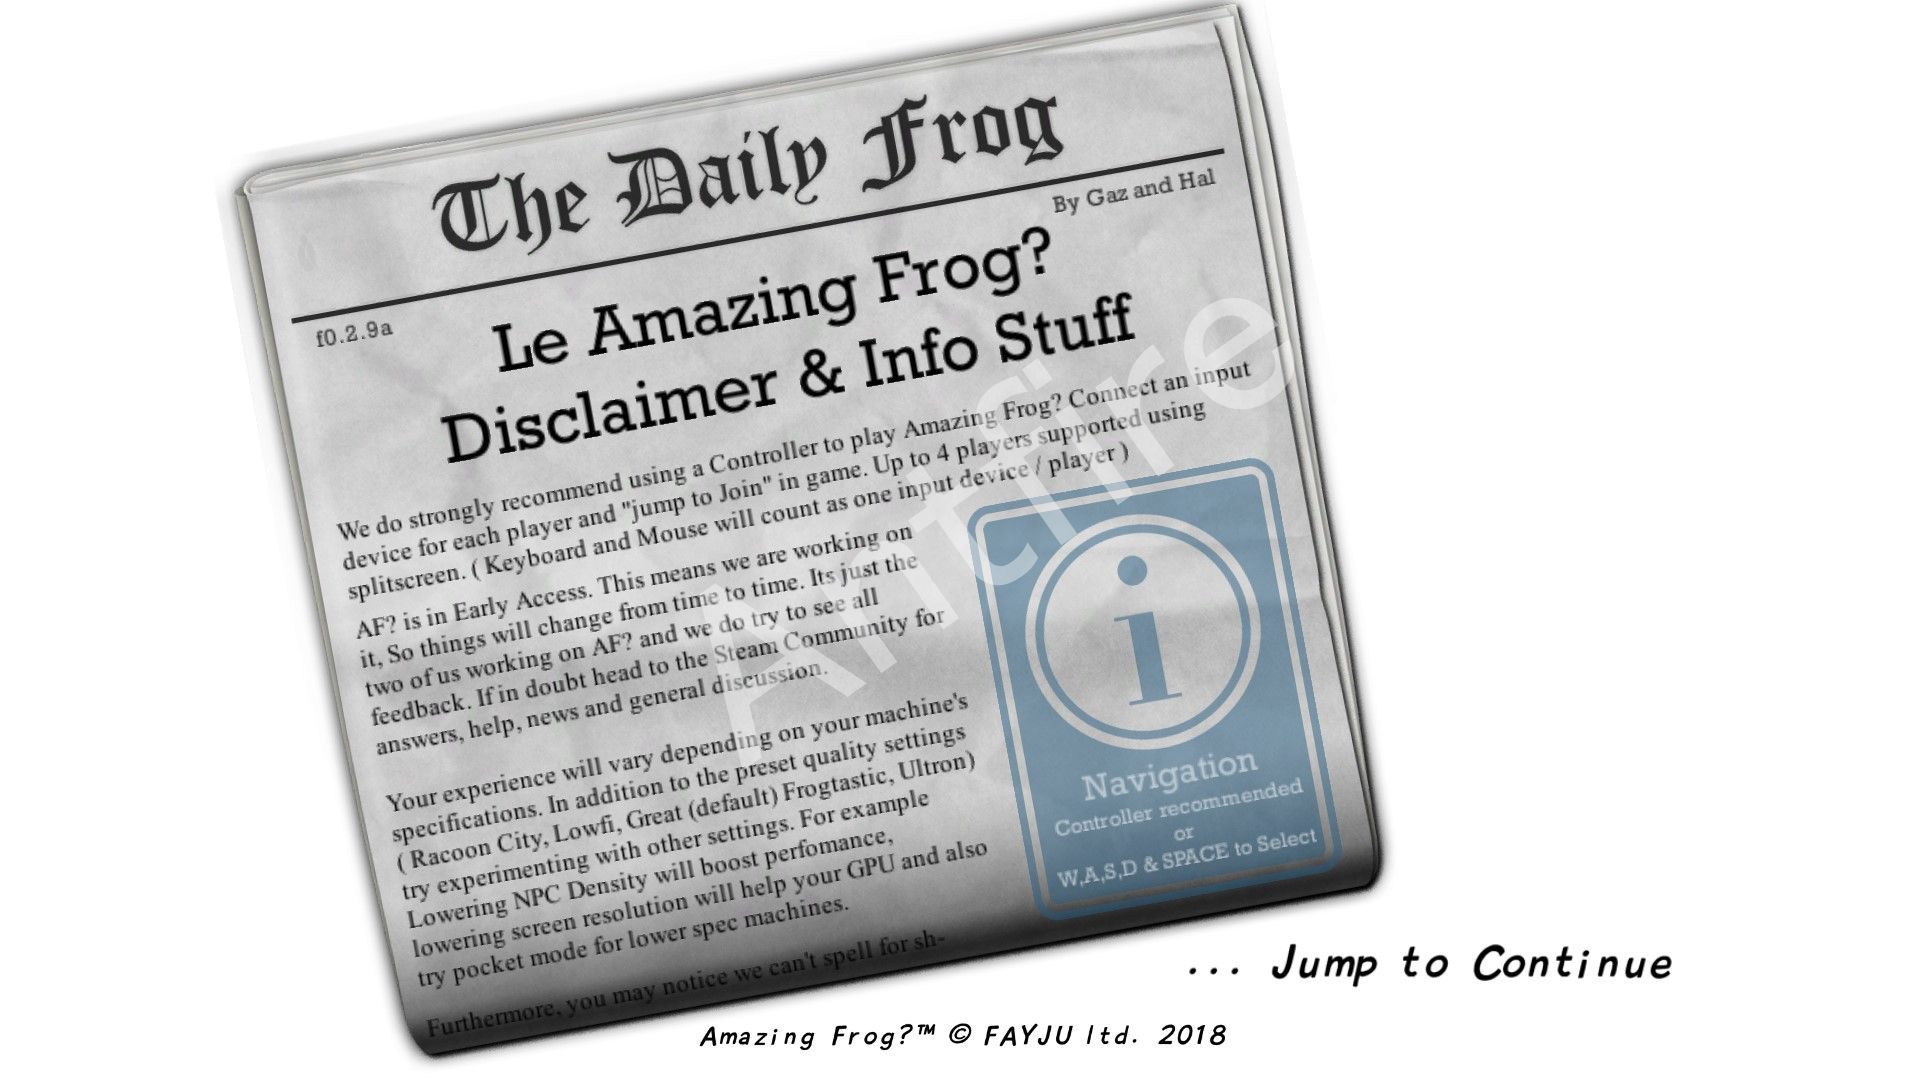 The Daily Frog
By Gaz and Hal
f0.2.9a
Le Amazing Frog?
Disclaimer & Info Stuff
We do strongly recommend using a Controller to play Amazing Frog? Connect an input
device for each player and "jump to Join" in game. Up to 4 players supported using
splitscreen. ( Keyboard and Mouse will count as one input device / player )
AF? is in Early Access. This means we are working on
it, So things will change from time to time. Its just the
two of us working on AF? and we do try to see all
feedback. If in doubt head to the Steam Community for
answers, help, news and general discussion.
Your experience will vary depending on your machine's
specifications. In addition to the preset quality settings
( Racoon City, Lowfi, Great (default) Frogtastic, Ultron)
try experimenting with other settings. For example
Lowering NPC Density will boost perfomance,
lowering screen resolution will help your GPU and also
try pocket mode for lower spec machines.
Furthermore, you may notice we can't spell for sh-
i
Navigation
Controller recommended
or
W,A,S,D & SPACE to Select
Antfire
... Jump to Continue
Amazing Frog?™ © FAYJU ltd. 2018